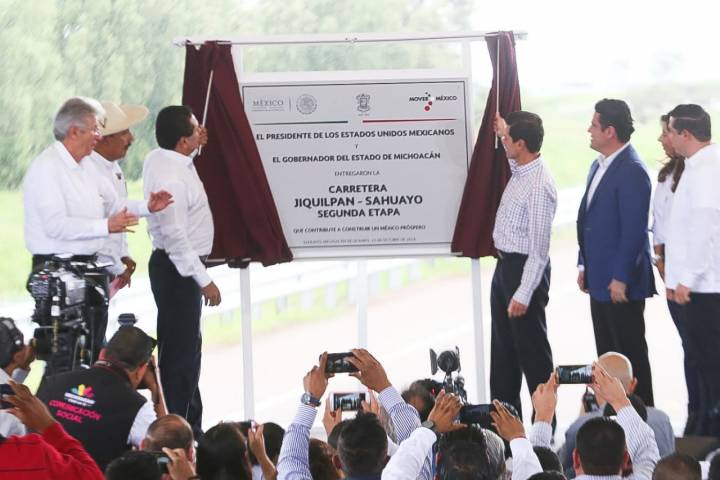 MÉXICO
MOVER A MÉXICO
EL PRESIDENTE DE LOS ESTADOS UNIDOS MEXICANOS
Y
EL GOBERNADOR DEL ESTADO DE MICHOACÁN
ENTREGARON LA
CARRETERA
JIQUILPAN - SAHUAYO
SEGUNDA ETAPA
QUE CONTRIBUYE A CONSTRUIR UN MÉXICO PRÓSPERO
COMUNICACIÓN
SOCIAL